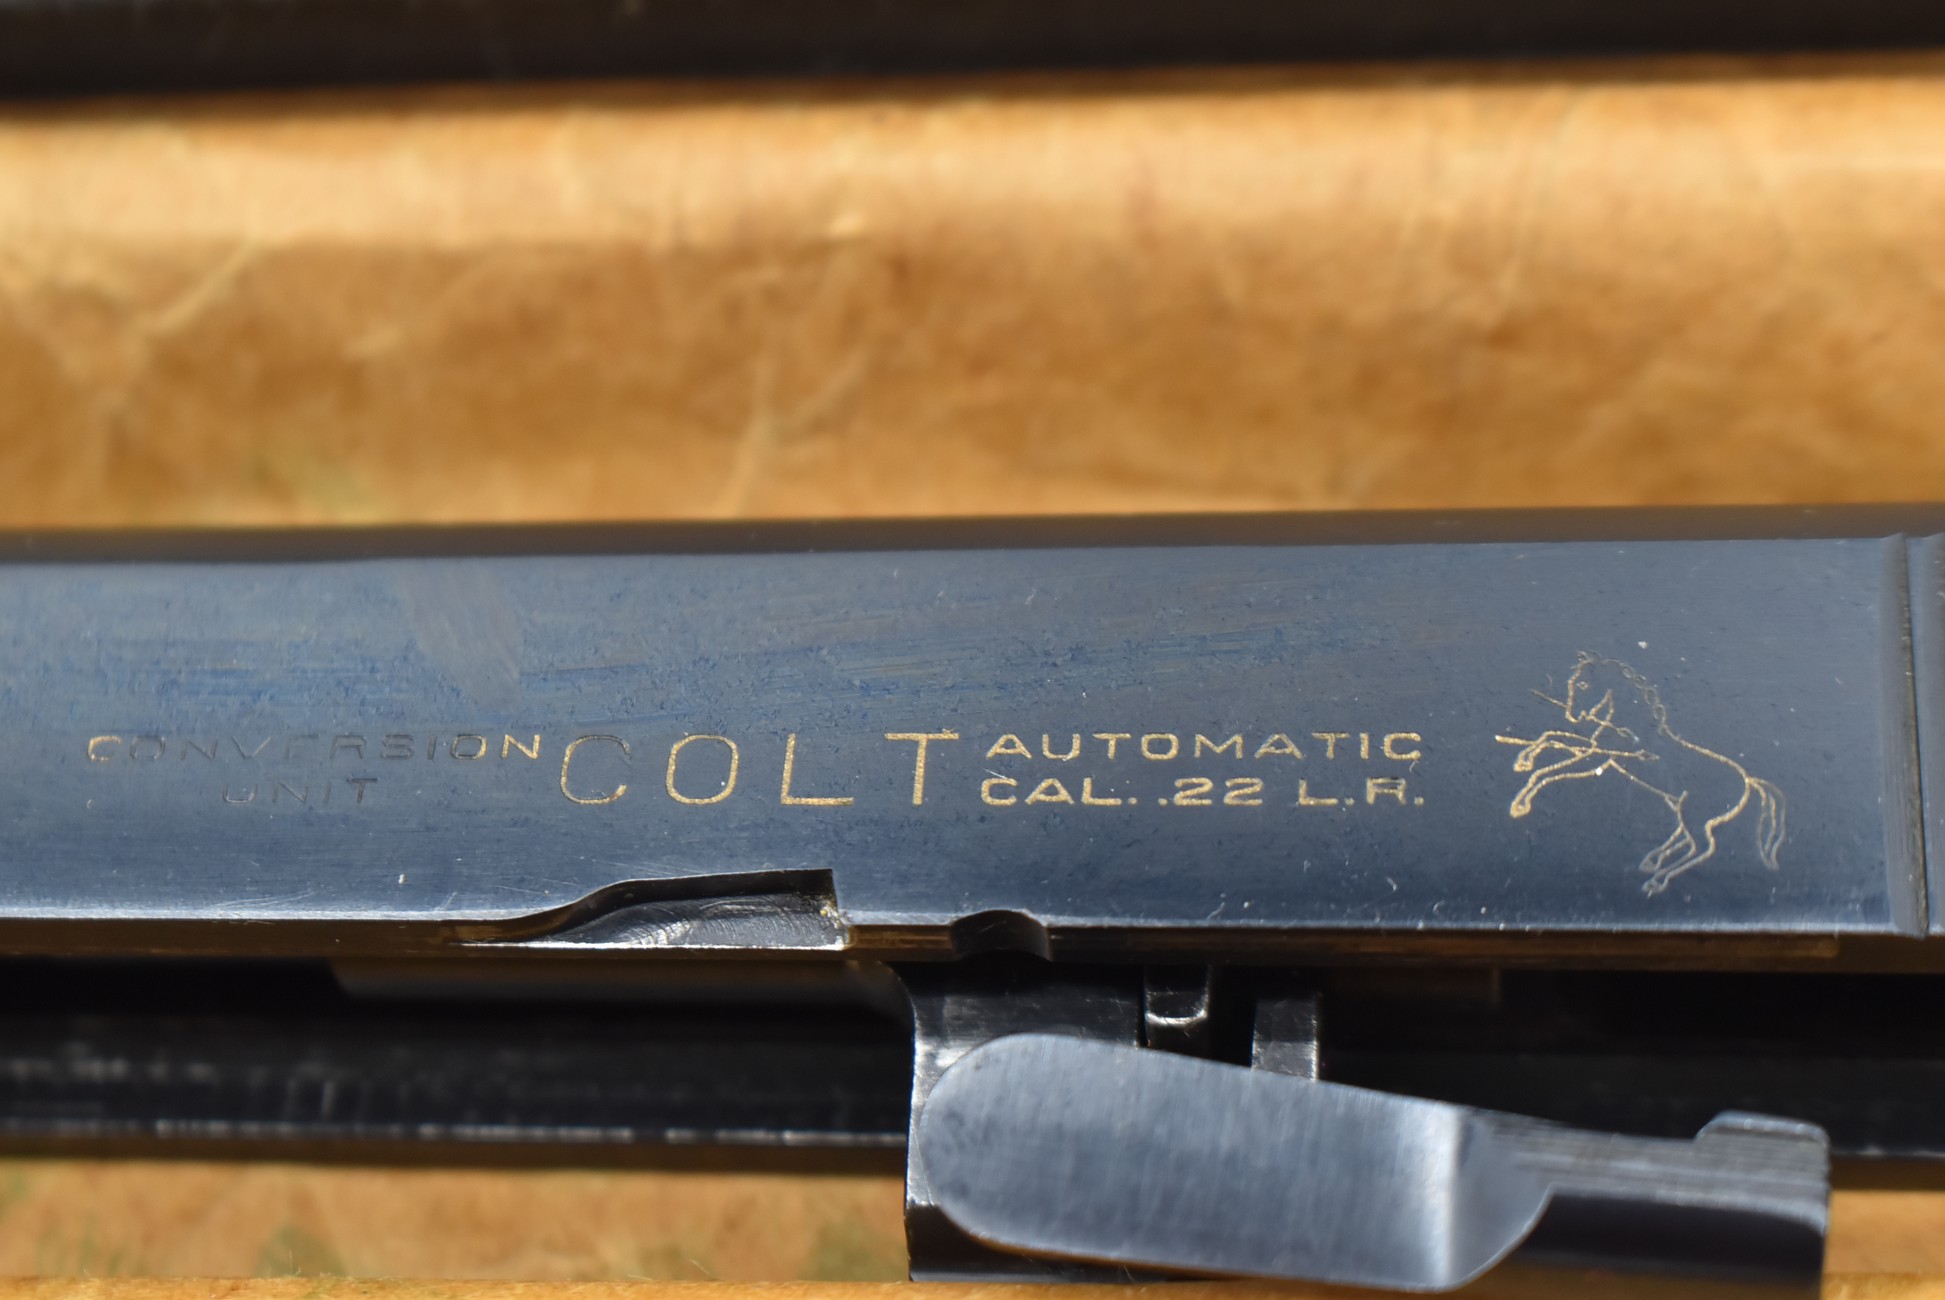 CONVERSION
UNIT
COLT
AUTOMATIC
CAL. .22 L.R.